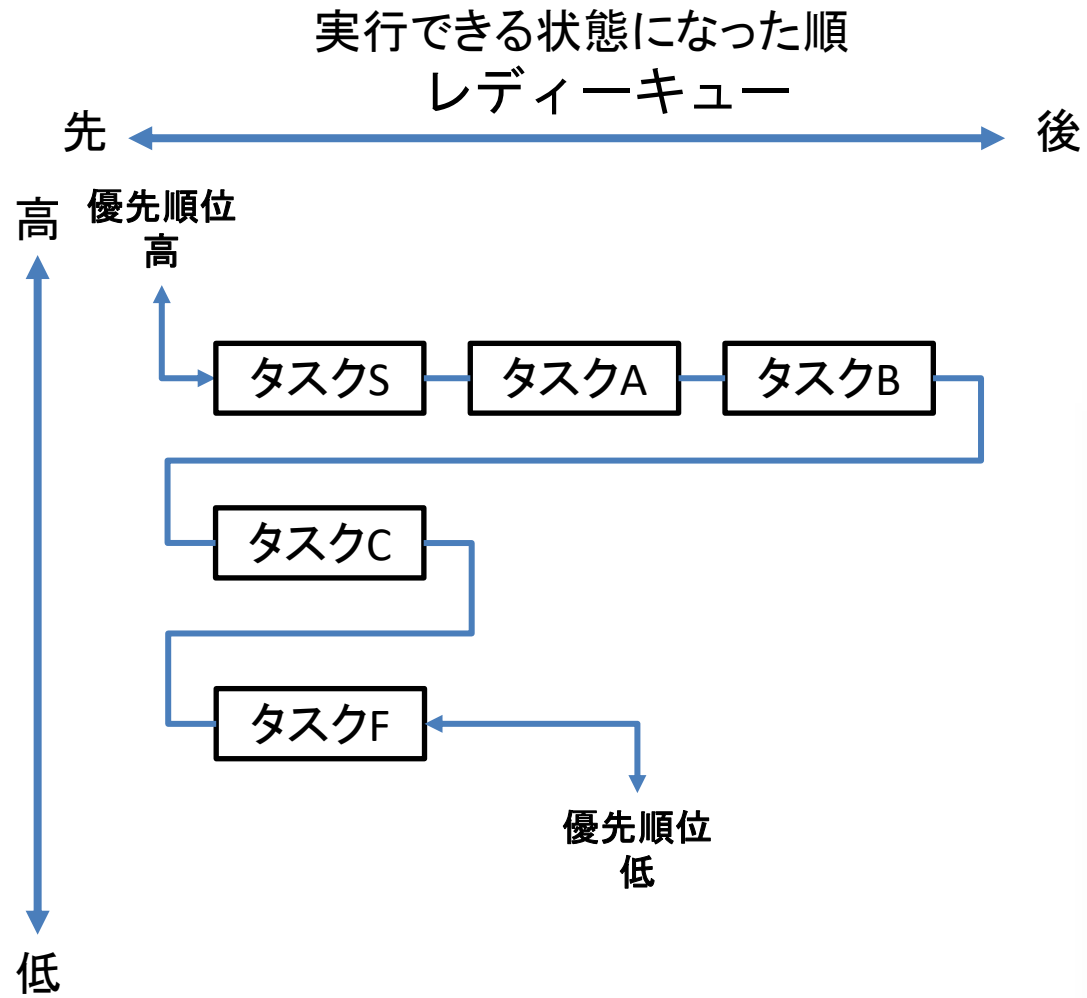 実行できる状態になった順
レディーキュー
先
後
高
優先順位
高
タスクS
タスクA
タスクB
タスクC
タスクF
優先順位
低
低